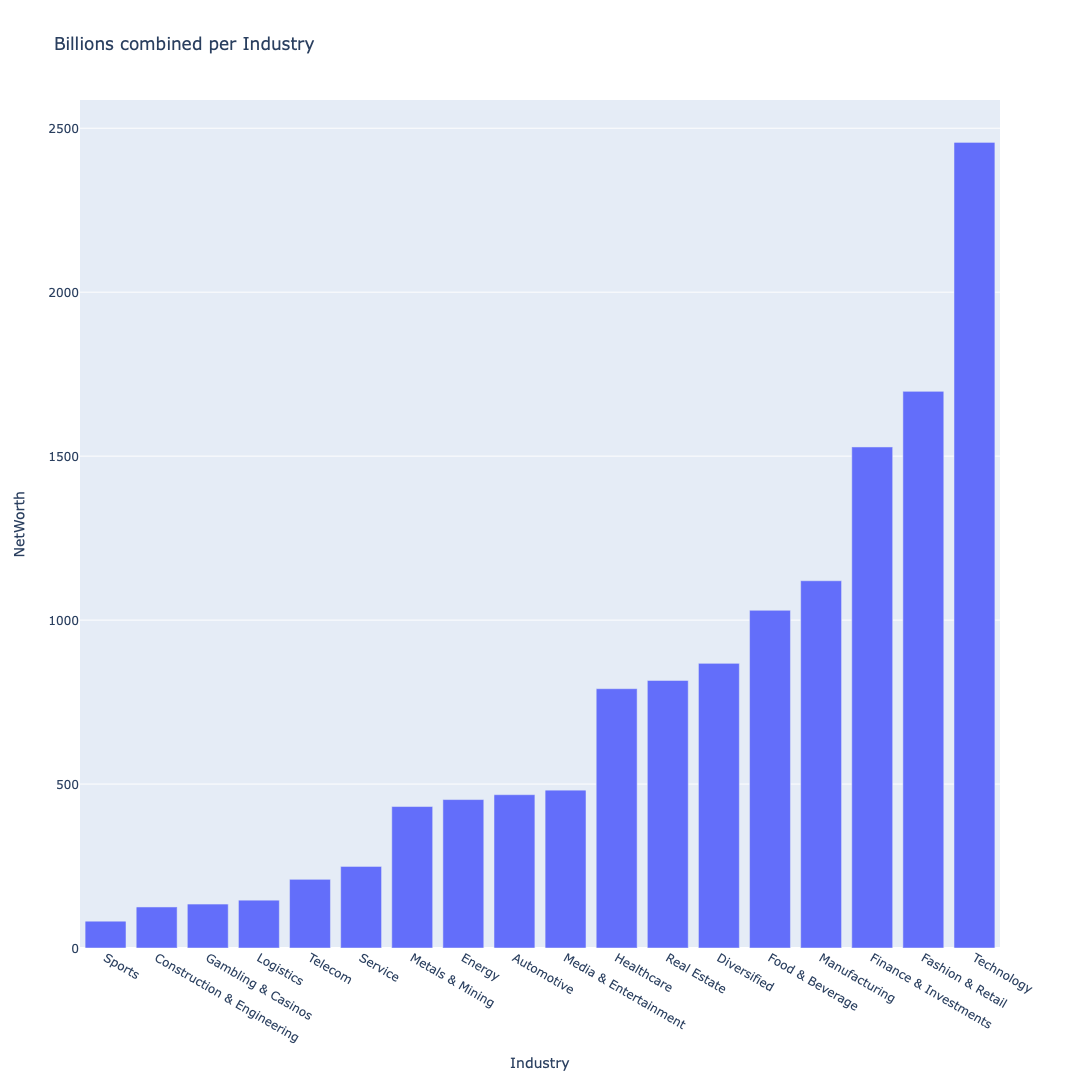 Billions combined per Industry
2500
2000
1500
1000
500
0
NetWorth
Sports
Construction & Engineering
Gambling & Casinos
Logistics
Telecom
Service
Metals & Mining
Energy
Automotive
Media & Entertainment
Healthcare
Real Estate
Diversified
Food & Beverage
Manufacturing
Finance & Investments
Fashion & Retail
Technology
Industry